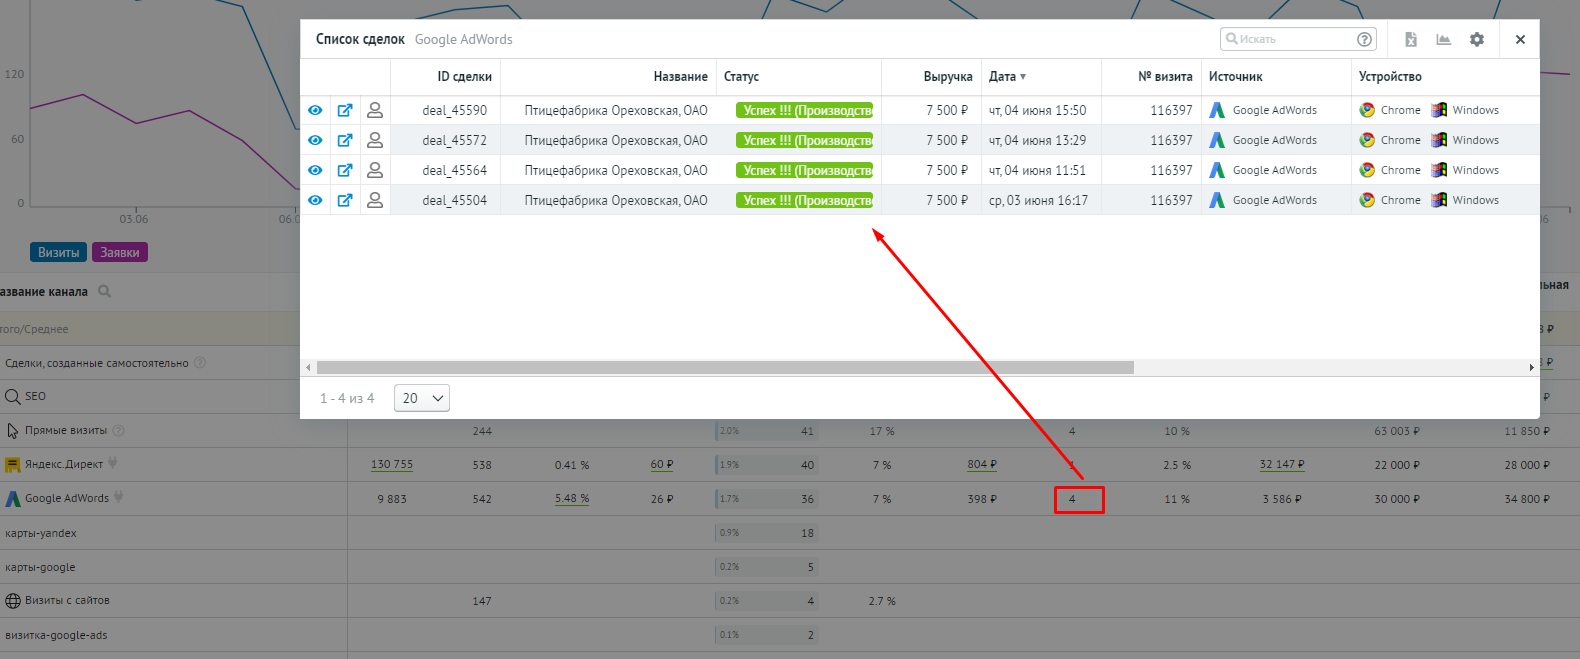 Список сделок Google AdWords Искать
ID сделки Название Статус Выручка Дата № визита Источник Устройство
deal_45590 Птицефабрика Ореховская, ОАО Успех !!! (Производств 7 500 ₽ чт, 04 июня 15:50 116397 Google AdWords Chrome Windows
deal_45572 Птицефабрика Ореховская, ОАО Успех !!! (Производств 7 500 ₽ чт, 04 июня 13:29 116397 Google AdWords Chrome Windows
deal_45564 Птицефабрика Ореховская, ОАО Успех !!! (Производств 7 500 ₽ чт, 04 июня 11:51 116397 Google AdWords Chrome Windows
deal_45504 Птицефабрика Ореховская, ОАО Успех !!! (Производств 7 500 ₽ ср, 03 июня 16:17 116397 Google AdWords Chrome Windows
1 - 4 из 4 20
120
60
0
03.06 06.0
Визиты Заявки
азвание канала льная
того/Среднее
Сделки, созданные самостоятельно
SEO
Прямые визиты 244 2.0% 41 17 % 4 10 % 63 003 ₽ 11 850 ₽
Яндекс.Директ 130 755 538 0.41 % 60 ₽ 1.9% 40 7 % 804 ₽ 1 2.5 % 32 147 ₽ 22 000 ₽ 28 000 ₽
Google AdWords 9 883 542 5.48 % 26 ₽ 1.7% 36 7 % 398 ₽ 4 11 % 3 586 ₽ 30 000 ₽ 34 800 ₽
карты-yandex 0.9% 18
карты-google 0.2% 5
Визиты с сайтов 147 0.2% 4 2.7 %
визитка-google-ads 0.1% 2